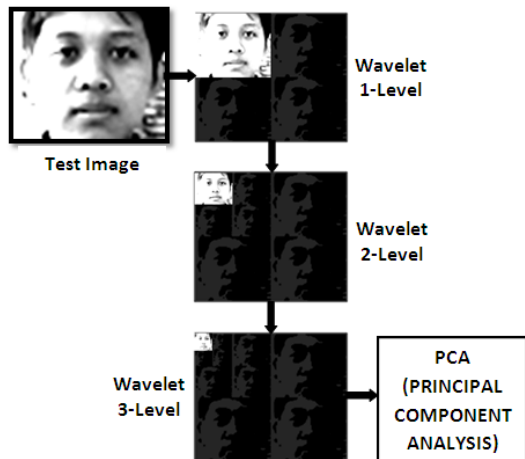 Test Image
Wavelet
1-Level
Wavelet
2-Level
Wavelet
3-Level
PCA
(PRINCIPAL
COMPONENT
ANALYSIS)